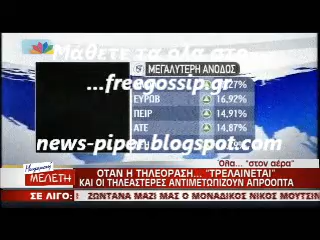 Μάθετε τα όλα στο
ΜΕΓΑΛΥΤΕΡΗ ΑΝΟΔΟΣ
...freegossip.gr
27%
ΕΥΡΩΒ 16,92%
ΠΕΙΡ 14,91%
ΑΤΕ 14,87%
news-piper.blogspot.com
Όλα... "στον αέρα"
Μεσημεριανή ΜΕΛΕΤΗ
ΟΤΑΝ Η ΤΗΛΕΟΡΑΣΗ... "ΤΡΕΛΑΙΝΕΤΑΙ"
ΚΑΙ ΟΙ ΤΗΛΕΑΣΤΕΡΕΣ ΑΝΤΙΜΕΤΩΠΙΖΟΥΝ ΑΠΡΟΟΠΤΑ
ΣΕ ΛΙΓΟ: ΖΩΝΤΑΝΑ ΜΑΖΙ ΜΑΣ Ο ΜΟΝΑΔΙΚΟΣ ΝΙΚΟΣ ΜΟΥΤΣΙΝ